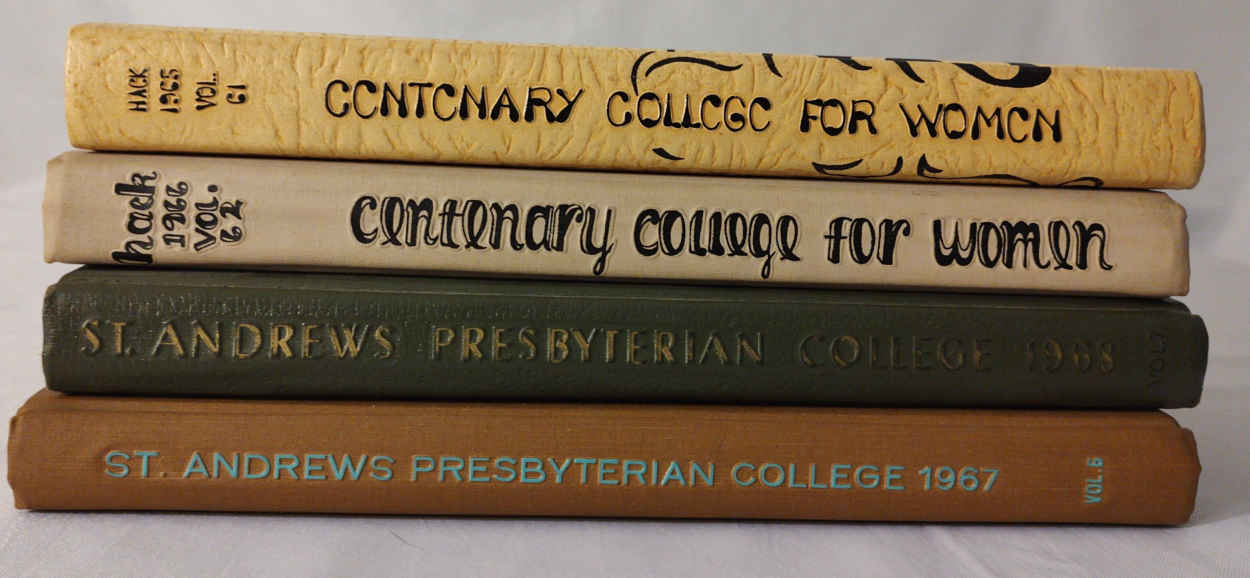 HACK
1965
VOL.
61
CENTENARY COLLEGE FOR WOMEN
hack
1966
VOL.
62
centenary college for women
ST. ANDREWS PRESBYTERIAN COLLEGE 1968
VOL. 7
ST. ANDREWS PRESBYTERIAN COLLEGE 1967
VOL. 6